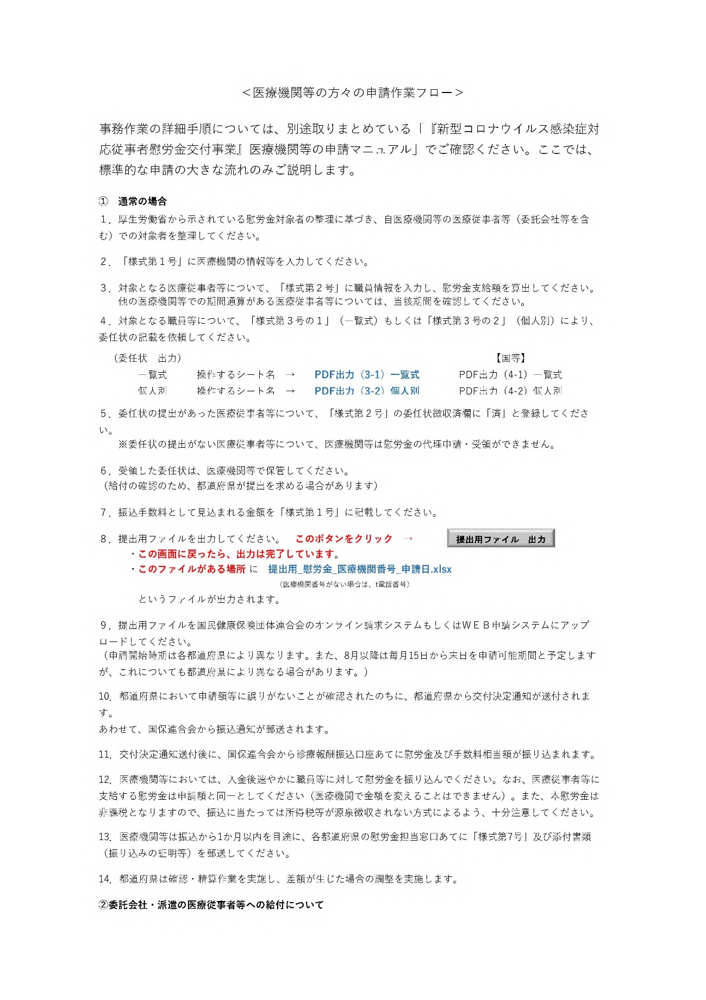 ＜医療機関等の方々の申請作業フロー＞
事務作業の詳細手順については、別途取りまとめている「『新型コロナウイルス感染症対
応従事者慰労金交付事業』医療機関等の申請マニュアル」でご確認ください。ここでは、
標準的な申請の大きな流れのみご説明します。
①　通常の場合
１．厚生労働省から示されている慰労金対象者の整理に基づき、自医療機関等の医療従事者等（委託会社等を含
む）での対象者を整理してください。
２．「様式第１号」に医療機関の情報等を入力してください。
３．対象となる医療従事者等について、「様式第２号」に職員情報を入力し、慰労金支給額を算出してください。
他の医療機関等での期間通算がある医療従事者等については、当該期間を確認してください。
４．対象となる職員等について、「様式第３号の１」（一覧式）もしくは「様式第３号の２」（個人別）により、
委任状の記載を依頼してください。
（委任状　出力）　【国等】
一覧式　操作するシート名　→　PDF出力（3-1）一覧式　PDF出力（4-1）一覧式
個人別　操作するシート名　→　PDF出力（3-2）個人別　PDF出力（4-2）個人別
５．委任状の提出があった医療従事者等について、「様式第２号」の委任状徴収済欄に「済」と登録してくださ
い。
※委任状の提出がない医療従事者等について、医療機関等は慰労金の代理申請・受領ができません。
６．受領した委任状は、医療機関等で保管してください。
（給付の確認のため、都道府県が提出を求める場合があります）
７．振込手数料として見込まれる金額を「様式第１号」に記載してください。
８．提出用ファイルを出力してください。　このボタンをクリック　→　提出用ファイル　出力
・この画面に戻ったら、出力は完了しています。
・このファイルがある場所 に　提出用_慰労金_医療機関番号_申請日.xlsx
（医療機関番号がない場合は、t電話番号）
というファイルが出力されます。
９．提出用ファイルを国民健康保険団体連合会のオンライン請求システムもしくはＷＥＢ申請システムにアップ
ロードしてください。
（申請開始時期は各都道府県により異なります。また、8月以降は毎月15日から末日を申請可能期間と予定します
が、これについても都道府県により異なる場合があります。）
10．都道府県において申請額等に誤りがないことが確認されたのちに、都道府県から交付決定通知が送付されま
す。
あわせて、国保連合会から振込通知が郵送されます。
11．交付決定通知送付後に、国保連合会から診療報酬振込口座あてに慰労金及び手数料相当額が振り込まれます。
12．医療機関等においては、入金後速やかに職員等に対して慰労金を振り込んでください。なお、医療従事者等に
支給する慰労金は申請額と同一としてください（医療機関で金額を変えることはできません）。また、本慰労金は
非課税となりますので、振込に当たっては所得税等が源泉徴収されない方式によるよう、十分注意してください。
13．医療機関等は振込から1か月以内を目途に、各都道府県の慰労金担当窓口あてに「様式第7号」及び添付書類
（振り込みの証明等）を郵送してください。
14．都道府県は確認・精算作業を実施し、差額が生じた場合の調整を実施します。
②委託会社・派遣の医療従事者等への給付について